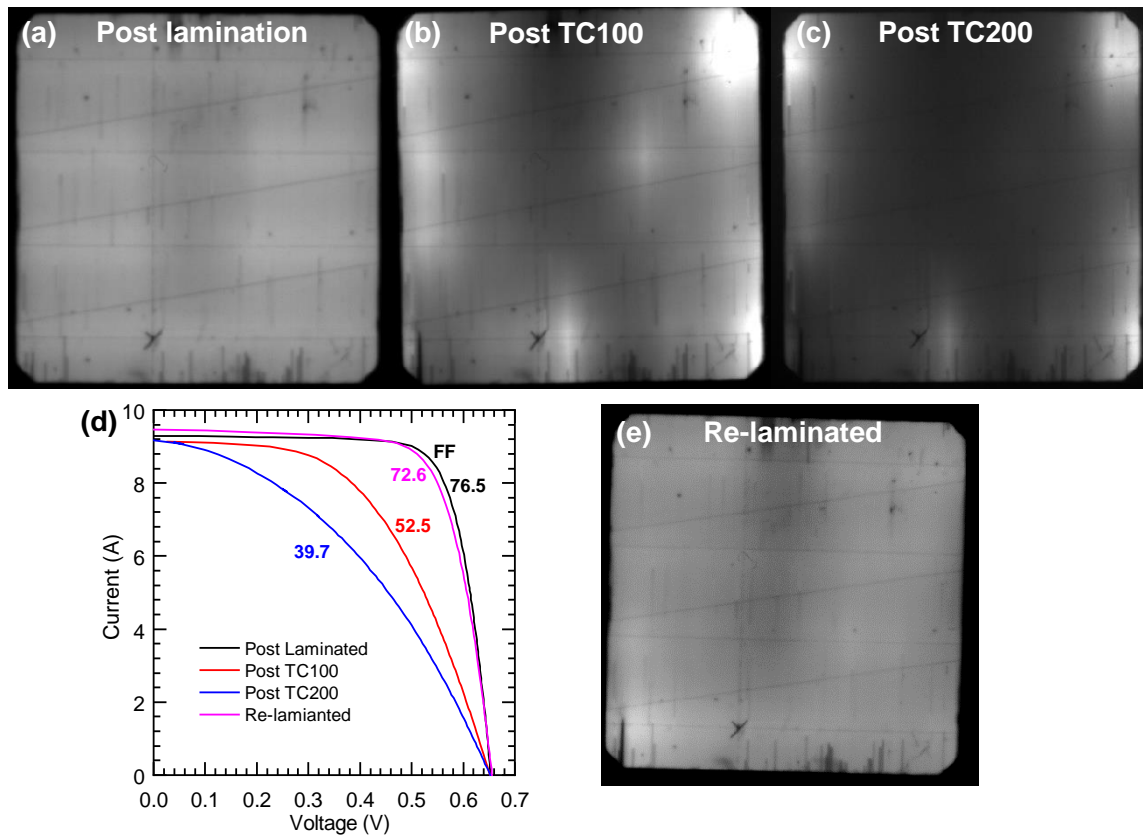 (a) Post lamination
(b) Post TC100
(c) Post TC200
(d)
10
8
6
4
2
0
Current (A)
FF
76.5
72.6
52.5
39.7
Post Laminated
Post TC100
Post TC200
Re-lamianted
0.0 0.1 0.2 0.3 0.4 0.5 0.6 0.7
Voltage (V)
(e) Re-laminated